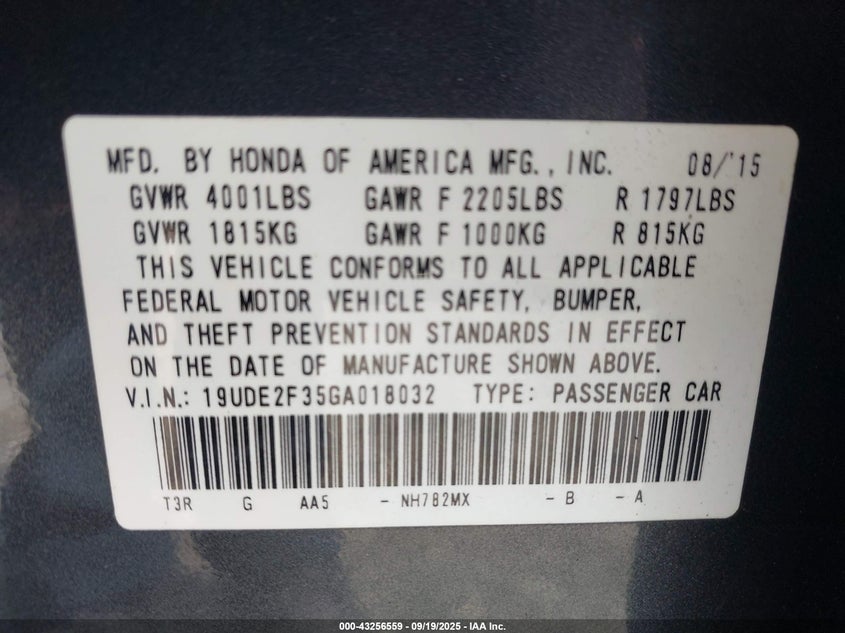 MFD. BY HONDA OF AMERICA MFG., INC. 08/'15
GVWR 4001LBS GAWR F 2205LBS R 1797LBS
GVWR 1815KG GAWR F 1000KG R 815KG
THIS VEHICLE CONFORMS TO ALL APPLICABLE
FEDERAL MOTOR VEHICLE SAFETY, BUMPER,
AND THEFT PREVENTION STANDARDS IN EFFECT
ON THE DATE OF MANUFACTURE SHOWN ABOVE.
V.I.N.: 19UDE2F35GA018032 TYPE: PASSENGER CAR
T3R G AA5 - NH782MX - B - A
000-43256559 - 09/19/2025 - IAA Inc.